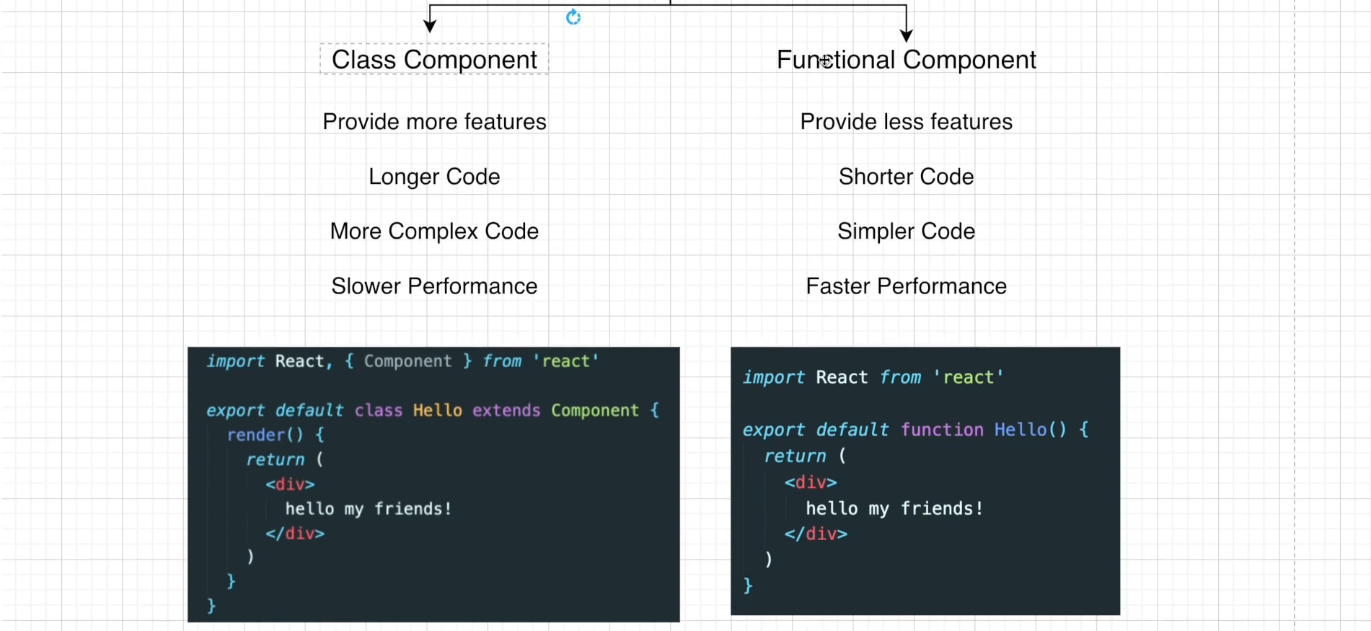 Class Component
Provide more features
Longer Code
More Complex Code
Slower Performance
import React, { Component } from 'react'
export default class Hello extends Component {
render() {
return (
<div>
hello my friends!
</div>
)
}
}
Functional Component
Provide less features
Shorter Code
Simpler Code
Faster Performance
import React from 'react'
export default function Hello() {
return (
<div>
hello my friends!
</div>
)
}